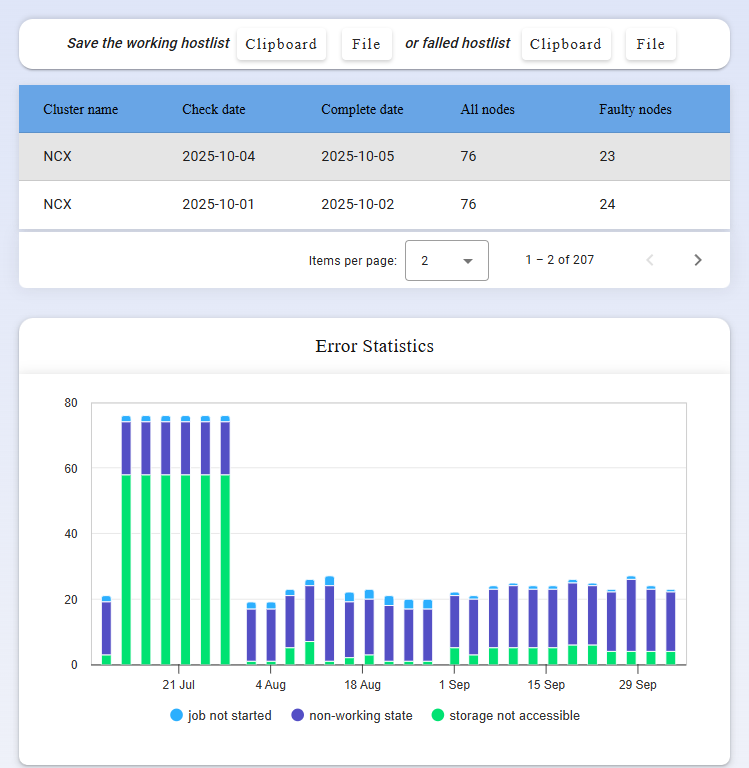 Save the working hostlist Clipboard File or falled hostlist Clipboard File
Cluster name Check date Complete date All nodes Faulty nodes
NCX 2025-10-04 2025-10-05 76 23
NCX 2025-10-01 2025-10-02 76 24
Items per page: 2 1 – 2 of 207
Error Statistics
80
60
40
20
0
21 Jul 4 Aug 18 Aug 1 Sep 15 Sep 29 Sep
job not started non-working state storage not accessible